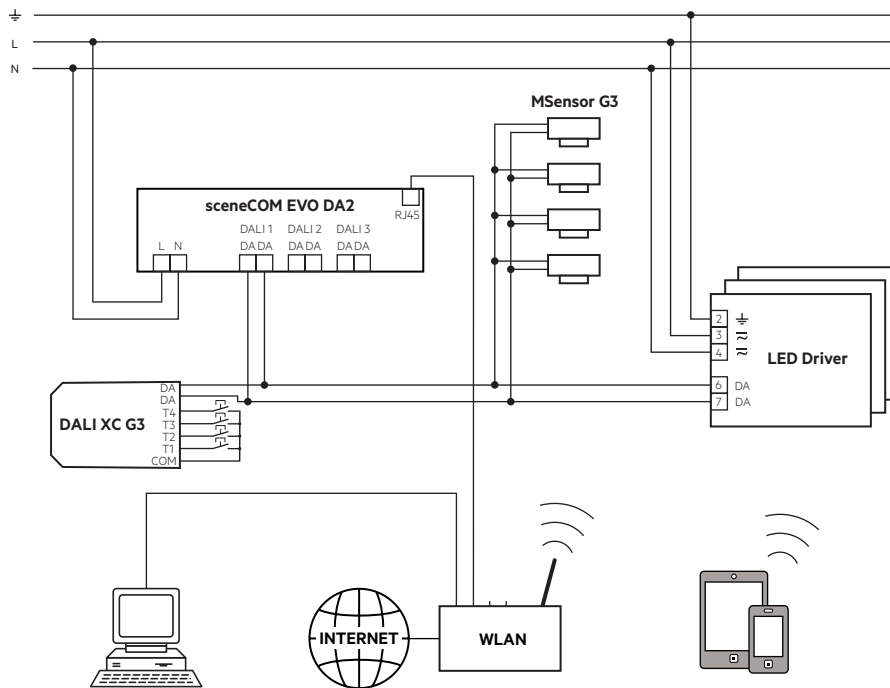 L
N
MSensor G3
sceneCOM EVO DA2
RJ45
DALI 1 DALI 2 DALI 3
L N DA DA DA DA DA DA
2
3
4
LED Driver
6 DA
7 DA
DALI XC G3
DA
DA
T4
T3
T2
T1
COM
INTERNET
WLAN